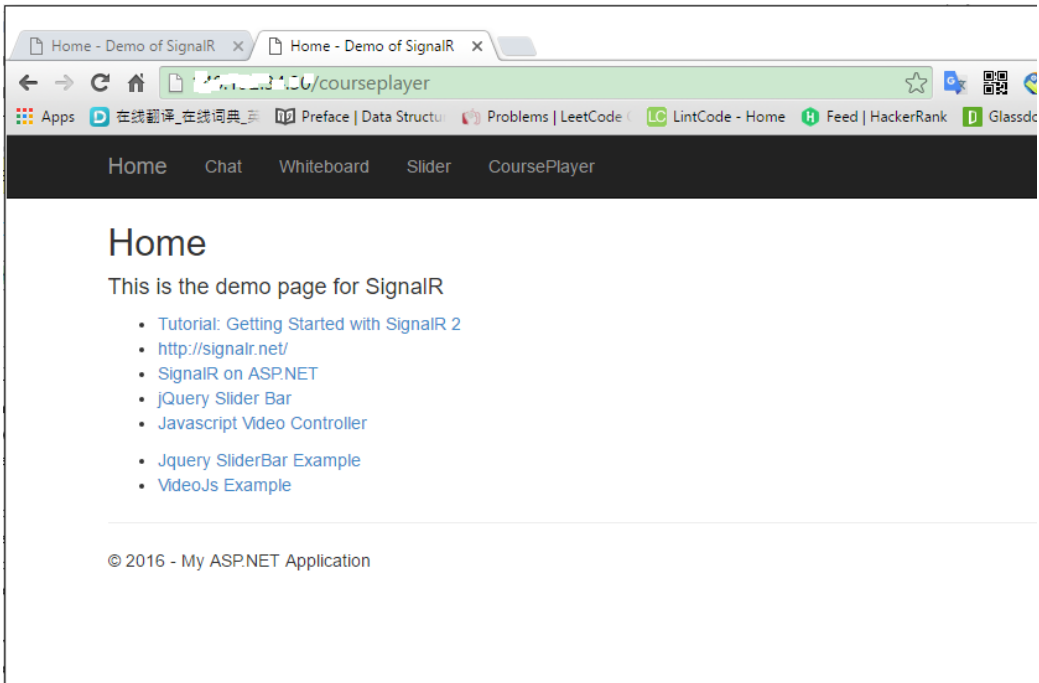 Home - Demo of SignalR Home - Demo of SignalR
/courseplayer
Apps 在线翻译_在线词典_英 Preface | Data Structu Problems | LeetCode LintCode - Home Feed | HackerRank Glassdo
Home Chat Whiteboard Slider CoursePlayer
Home
This is the demo page for SignalR
Tutorial: Getting Started with SignalR 2
http://signalr.net/
SignalR on ASP.NET
jQuery Slider Bar
Javascript Video Controller
Jquery SliderBar Example
VideoJs Example
© 2016 - My ASP.NET Application